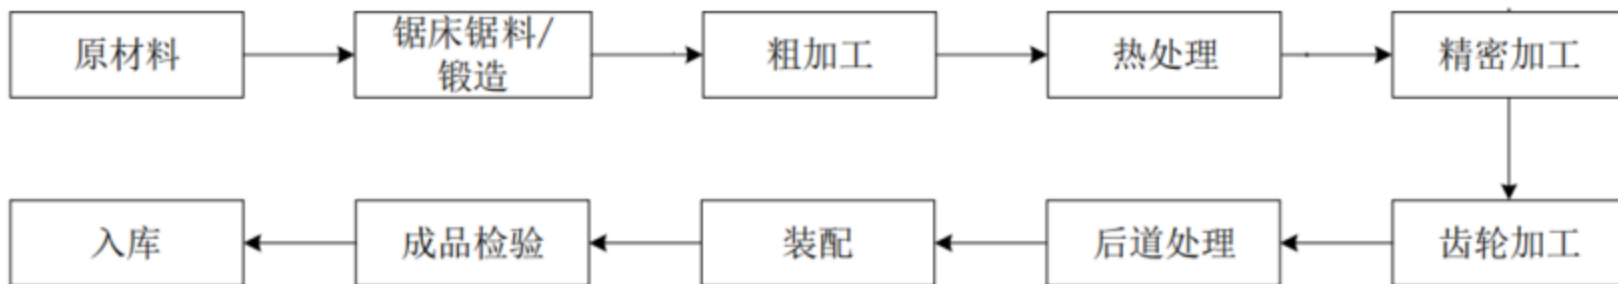 原材料
锯床锯料/
锻造
粗加工
热处理
精密加工
齿轮加工
后道处理
装配
成品检验
入库